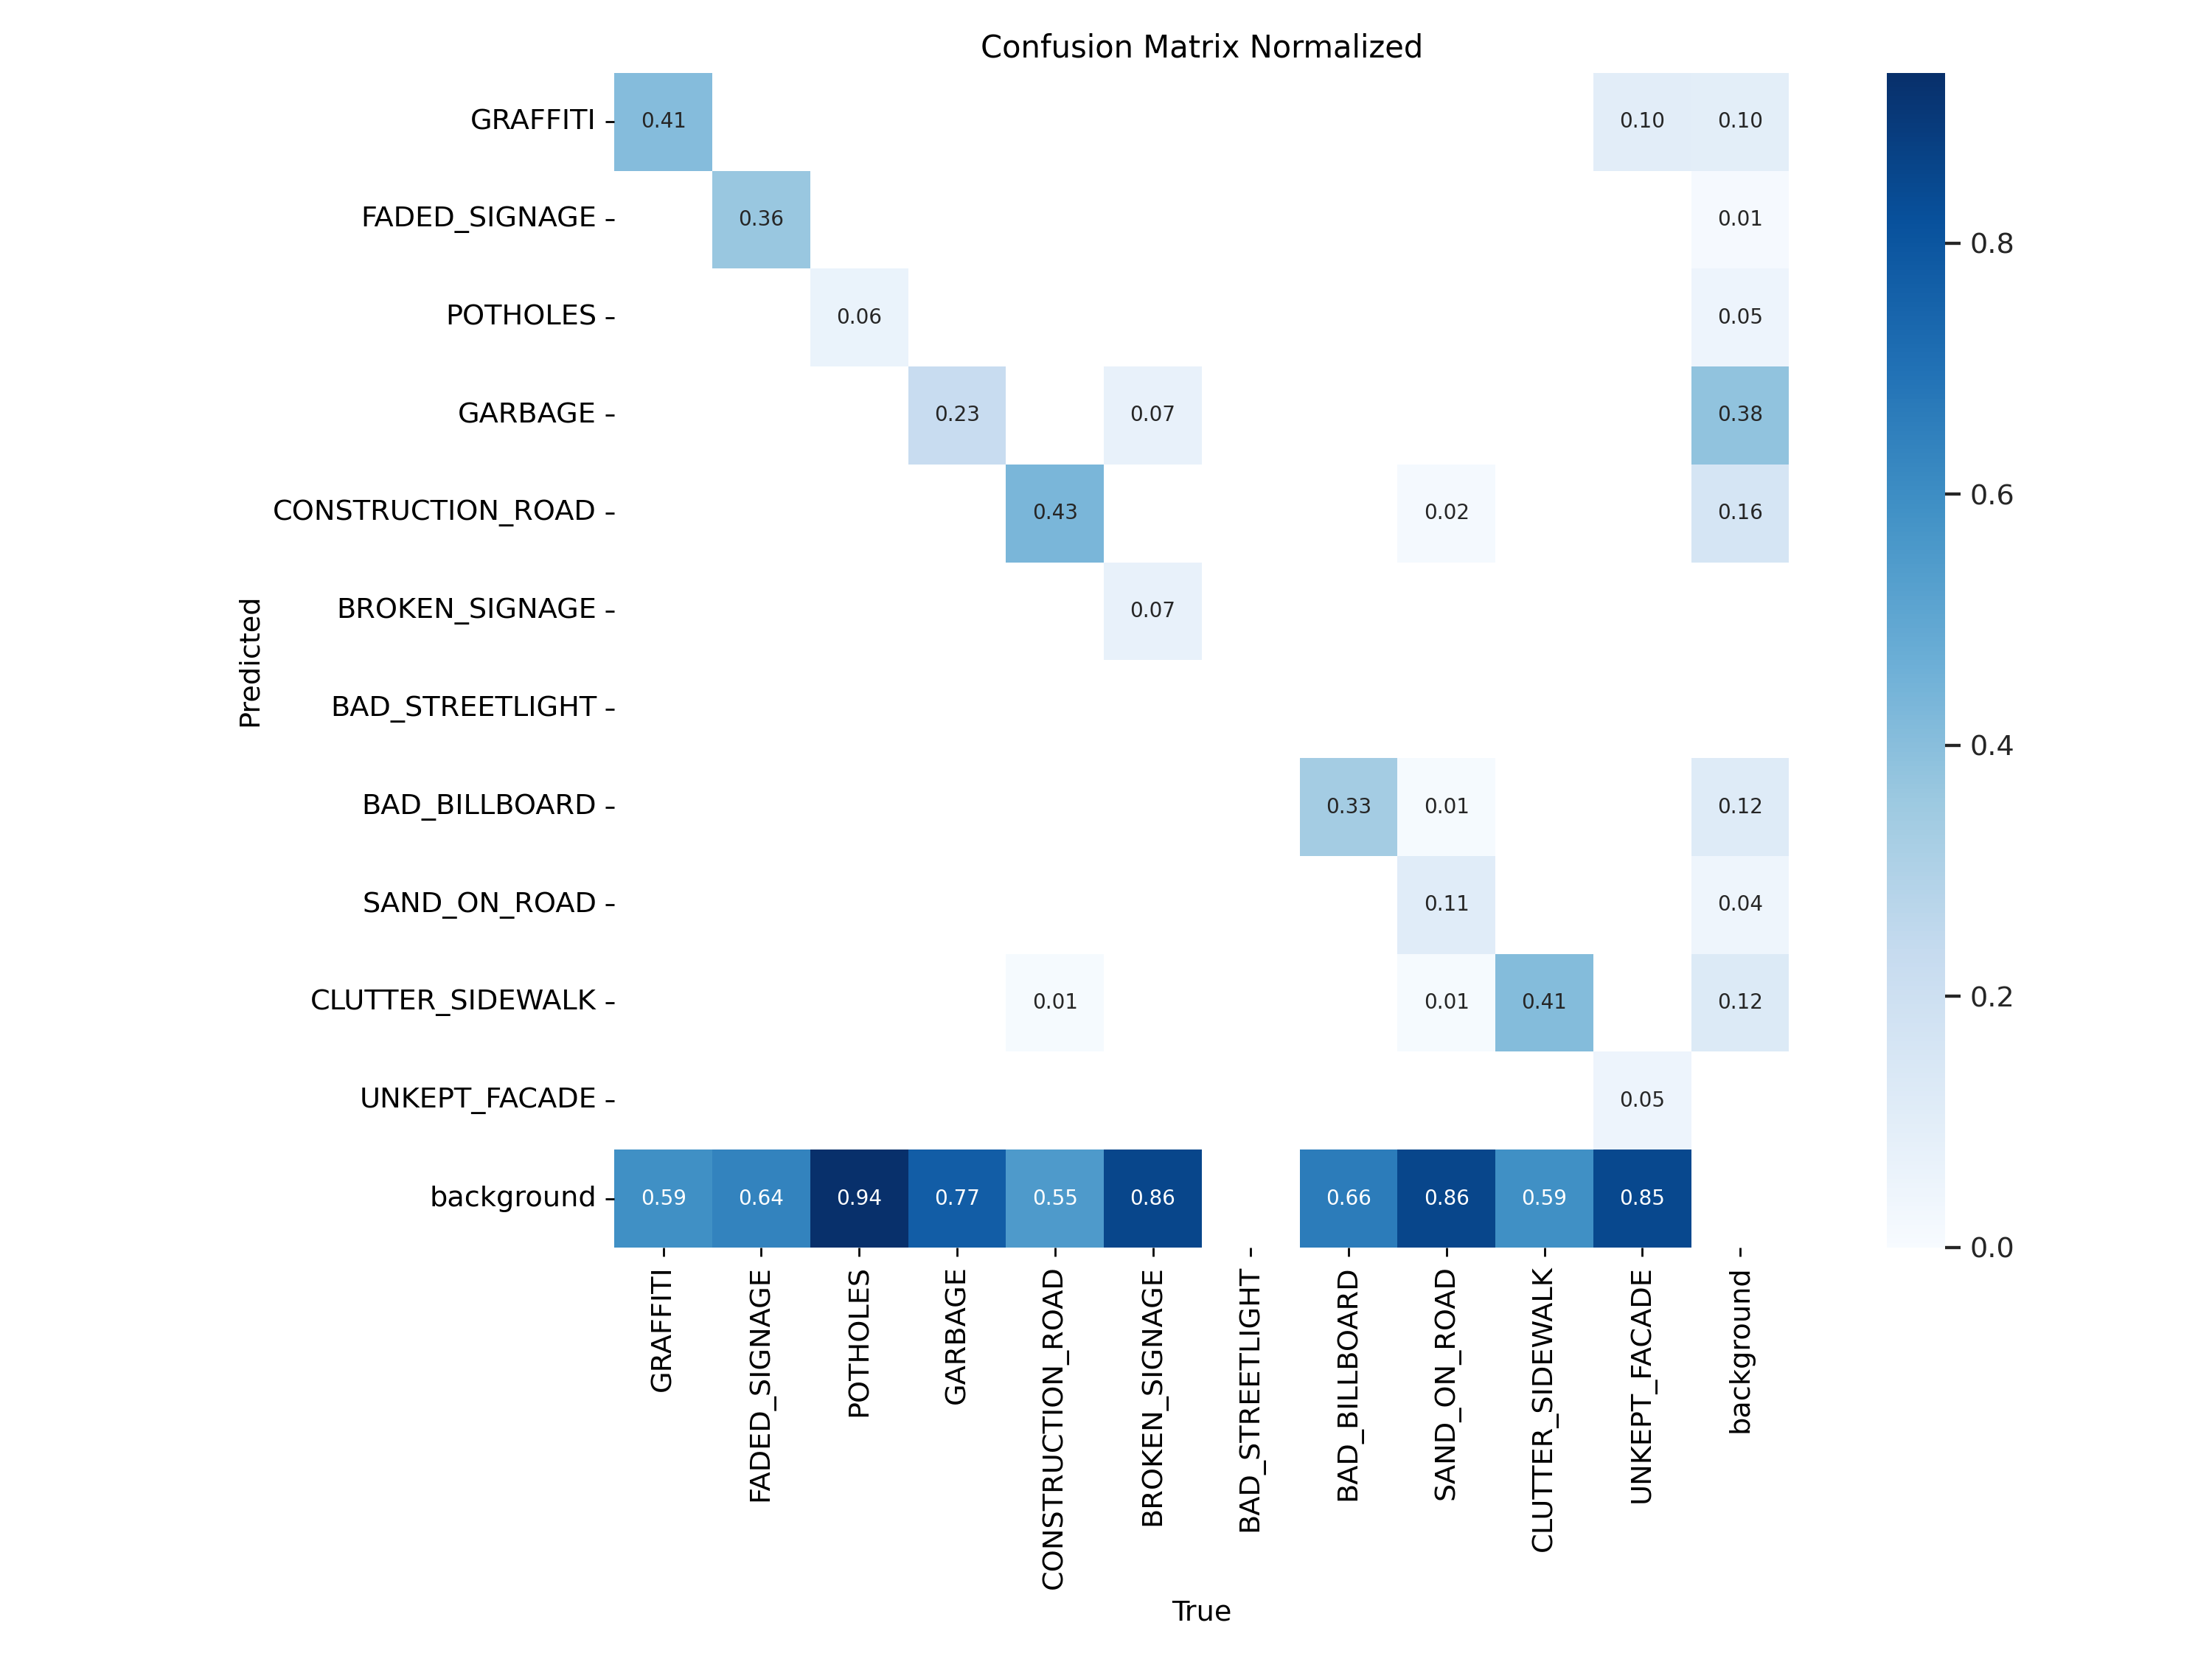 Confusion Matrix Normalized
GRAFFITI 0.41 0.10 0.10
FADED_SIGNAGE 0.36 0.01
POTHOLES 0.06 0.05
GARBAGE 0.23 0.07 0.38
CONSTRUCTION_ROAD 0.43 0.02 0.16
BROKEN_SIGNAGE 0.07
BAD_STREETLIGHT
BAD_BILLBOARD 0.33 0.01 0.12
SAND_ON_ROAD 0.11 0.04
CLUTTER_SIDEWALK 0.01 0.01 0.41 0.12
UNKEPT_FACADE 0.05
background 0.59 0.64 0.94 0.77 0.55 0.86 0.66 0.86 0.59 0.85
Predicted
GRAFFITI
FADED_SIGNAGE
POTHOLES
GARBAGE
CONSTRUCTION_ROAD
BROKEN_SIGNAGE
BAD_STREETLIGHT
BAD_BILLBOARD
SAND_ON_ROAD
CLUTTER_SIDEWALK
UNKEPT_FACADE
background
True
0.8
0.6
0.4
0.2
0.0